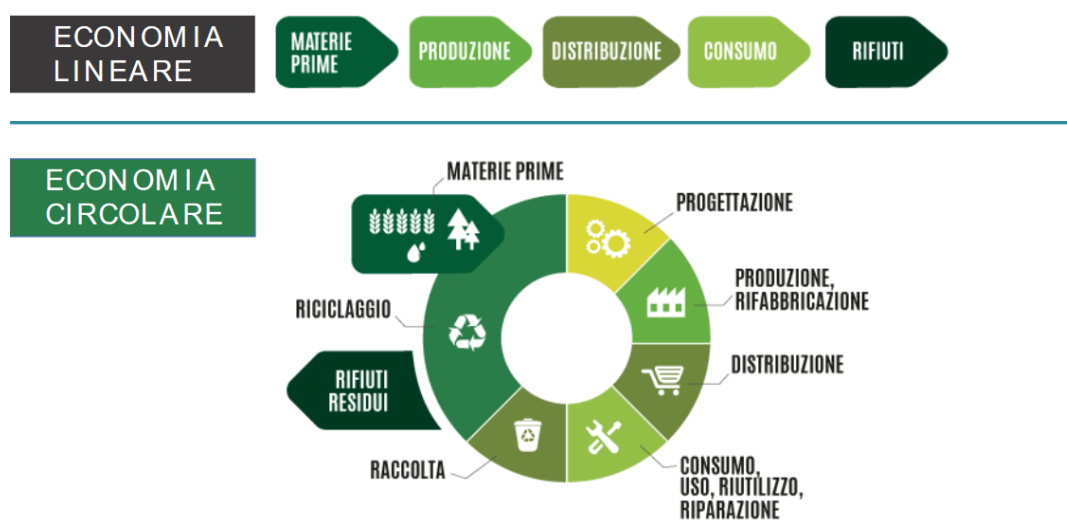 ECONOMIA
LINEARE
MATERIE
PRIME
PRODUZIONE
DISTRIBUZIONE
CONSUMO
RIFIUTI
ECONOMIA
CIRCOLARE
MATERIE PRIME
PROGETTAZIONE
PRODUZIONE,
RIFABBRICAZIONE
RICICLAGGIO
DISTRIBUZIONE
RIFIUTI
RESIDUI
RACCOLTA
CONSUMO,
USO, RIUTILIZZO,
RIPARAZIONE